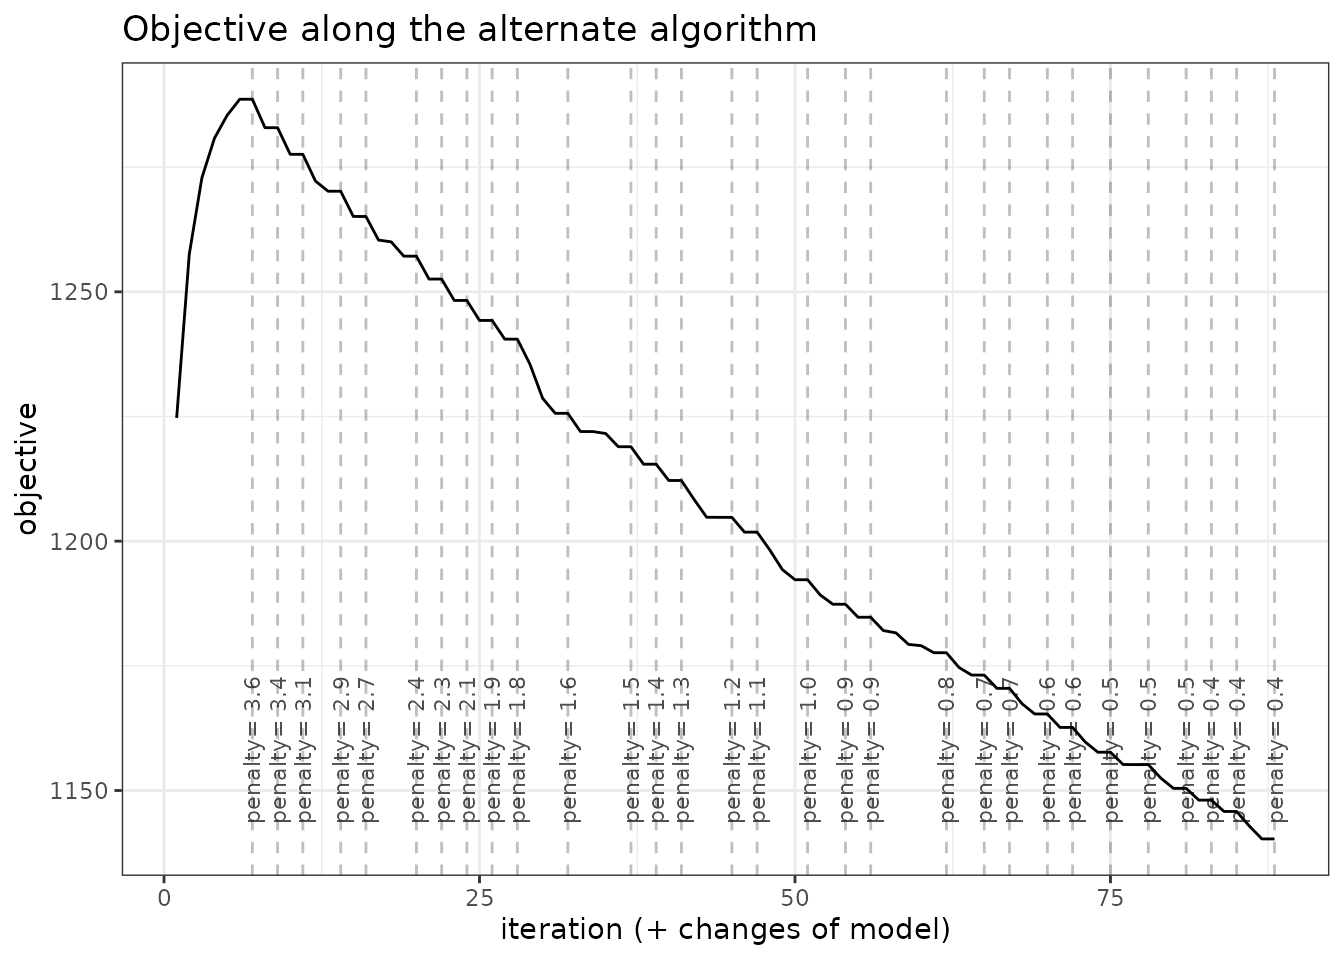 Objective along the alternate algorithm
objective
1250
1200
1150
penalty= 3.6
penalty= 3.4
penalty= 3.1
penalty= 2.9
penalty= 2.7
penalty= 2.4
penalty= 2.3
penalty= 2.1
penalty= 1.9
penalty= 1.8
penalty= 1.6
penalty= 1.5
penalty= 1.4
penalty= 1.3
penalty= 1.2
penalty= 1.1
penalty= 1.0
penalty= 0.9
penalty= 0.9
penalty= 0.8
penalty= 0.7
penalty= 0.7
penalty= 0.6
penalty= 0.6
penalty= 0.5
penalty= 0.5
penalty= 0.5
penalty= 0.4
penalty= 0.4
penalty= 0.4
0
25
50
75
iteration (+ changes of model)